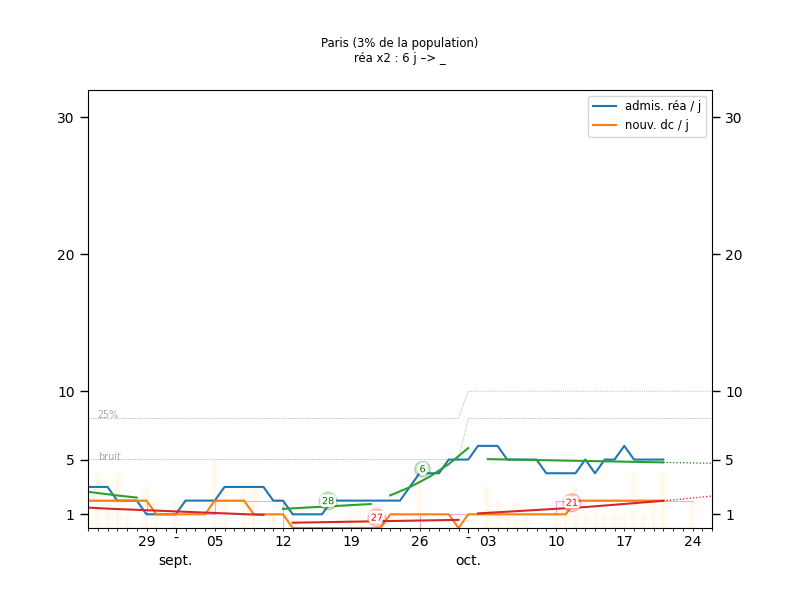 Paris (3% de la population)
réa x2 : 6 j –> _
admis. réa / j
nouv. dc / j
30 30
20 20
10 10
25%
bruit
5 5
6
28
27
21
1 1
29 - 05 12 19 26 - 03 10 17 24
sept. oct.